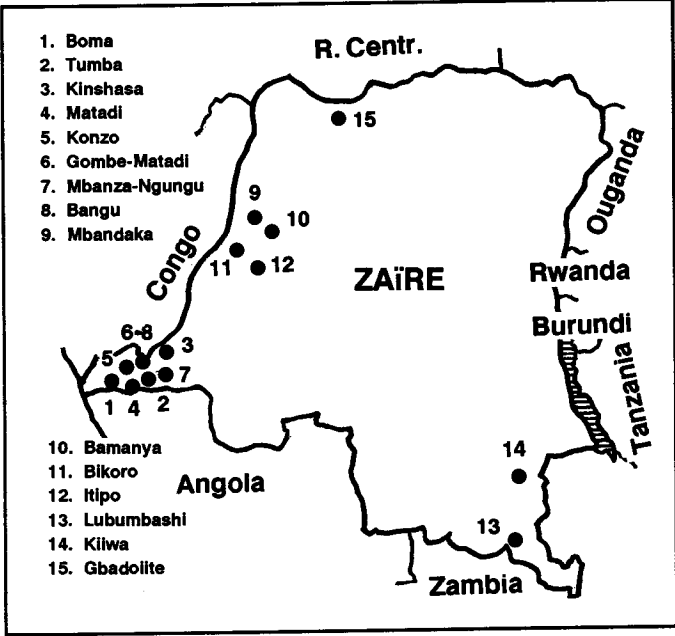 1. Boma
2. Tumba
3. Kinshasa
4. Matadi
5. Konzo
6. Gombe-Matadi
7. Mbanza-Ngungu
8. Bangu
9. Mbandaka
R. Centr.
15
Ouganda
9
10
11
12
Congo
ZAïRE
Rwanda
Burundi
Tanzania
6-8
5
3
7
1
4
2
Angola
14
13
Zambia
10. Bamanya
11. Bikoro
12. Itipo
13. Lubumbashi
14. Kilwa
15. Gbadolite